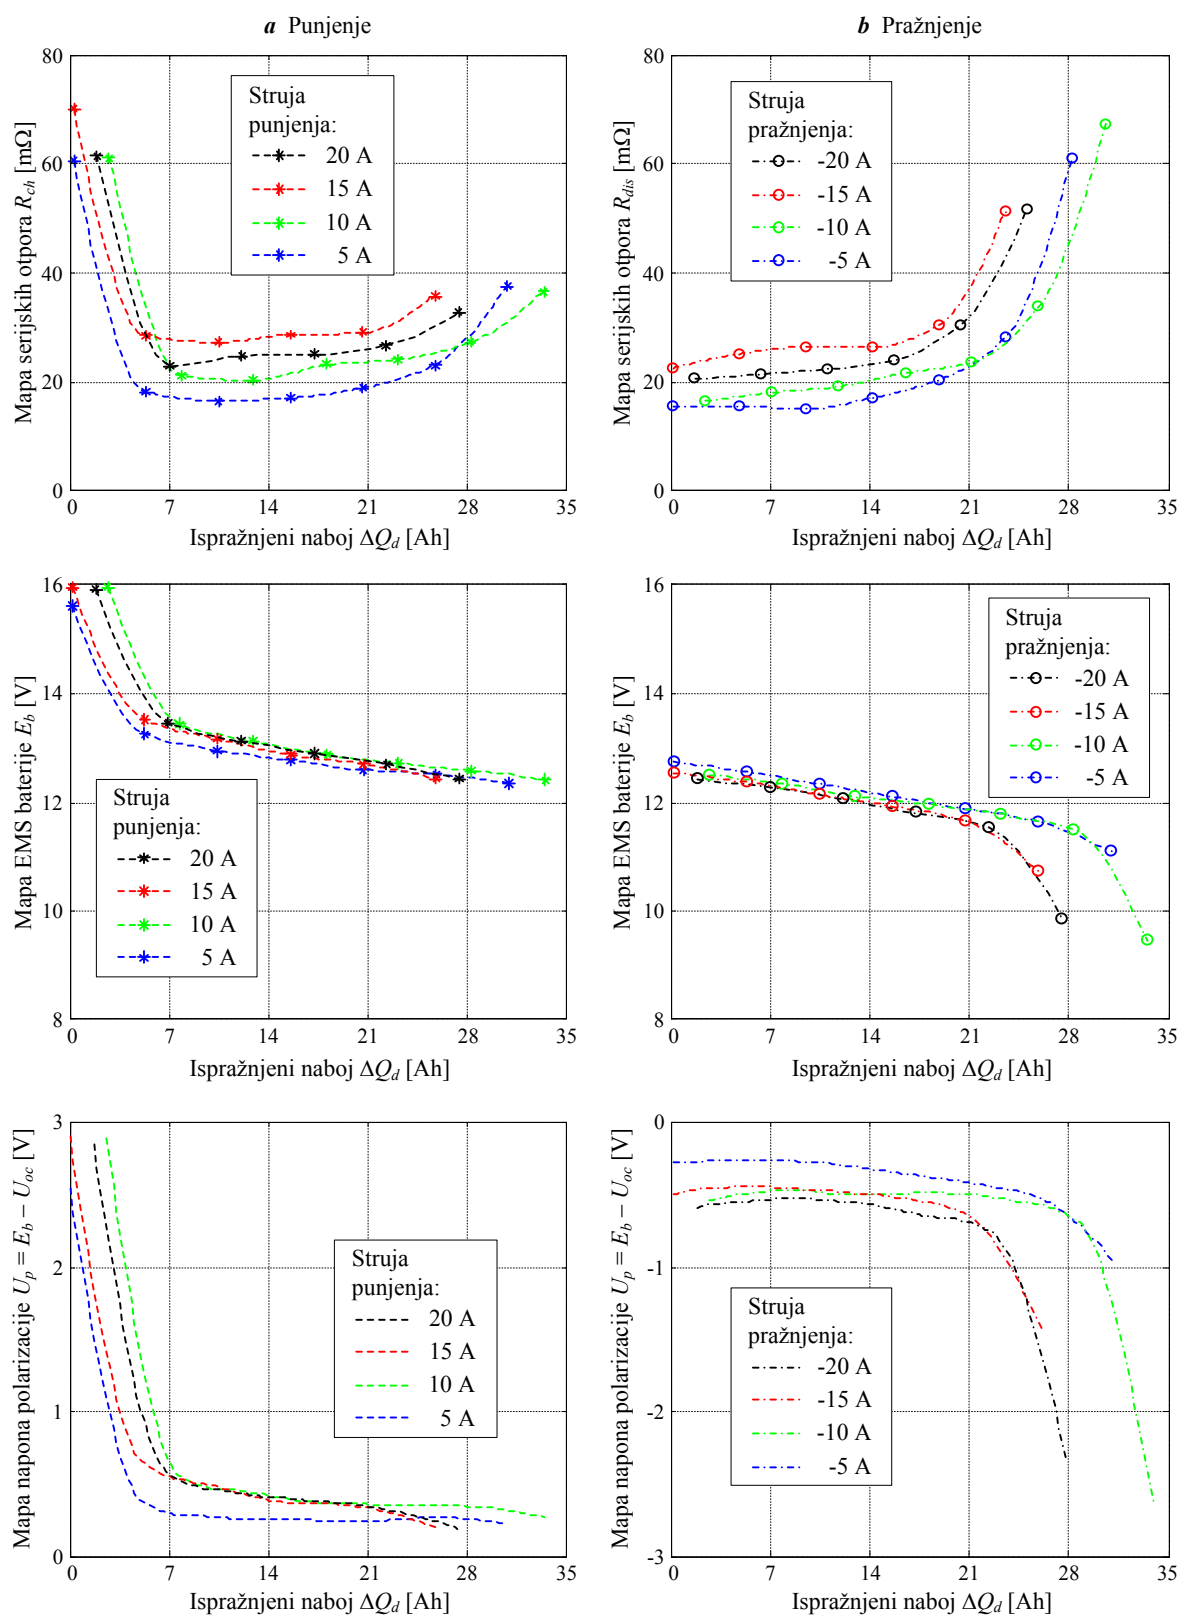 a Punjenje
80
60
40
20
0
0 7 14 21 28 35
Mapa serijskih otpora Rch [mΩ]
Ispražnjeni naboj ΔQd [Ah]
Struja
punjenja:
20 A
15 A
10 A
5 A
b Pražnjenje
80
60
40
20
0
0 7 14 21 28 35
Mapa serijskih otpora Rdis [mΩ]
Ispražnjeni naboj ΔQd [Ah]
Struja
pražnjenja:
-20 A
-15 A
-10 A
-5 A
16
14
12
10
8
0 7 14 21 28 35
Mapa EMS baterije Eb [V]
Ispražnjeni naboj ΔQd [Ah]
Struja
punjenja:
20 A
15 A
10 A
5 A
16
14
12
10
8
0 7 14 21 28 35
Mapa EMS baterije Eb [V]
Ispražnjeni naboj ΔQd [Ah]
Struja
pražnjenja:
-20 A
-15 A
-10 A
-5 A
3
2
1
0
0 7 14 21 28 35
Mapa napona polarizacije Up = Eb – Uoc [V]
Ispražnjeni naboj ΔQd [Ah]
Struja
punjenja:
20 A
15 A
10 A
5 A
0
-1
-2
-3
0 7 14 21 28 35
Mapa napona polarizacije Up = Eb – Uoc [V]
Ispražnjeni naboj ΔQd [Ah]
Struja
pražnjenja:
-20 A
-15 A
-10 A
-5 A